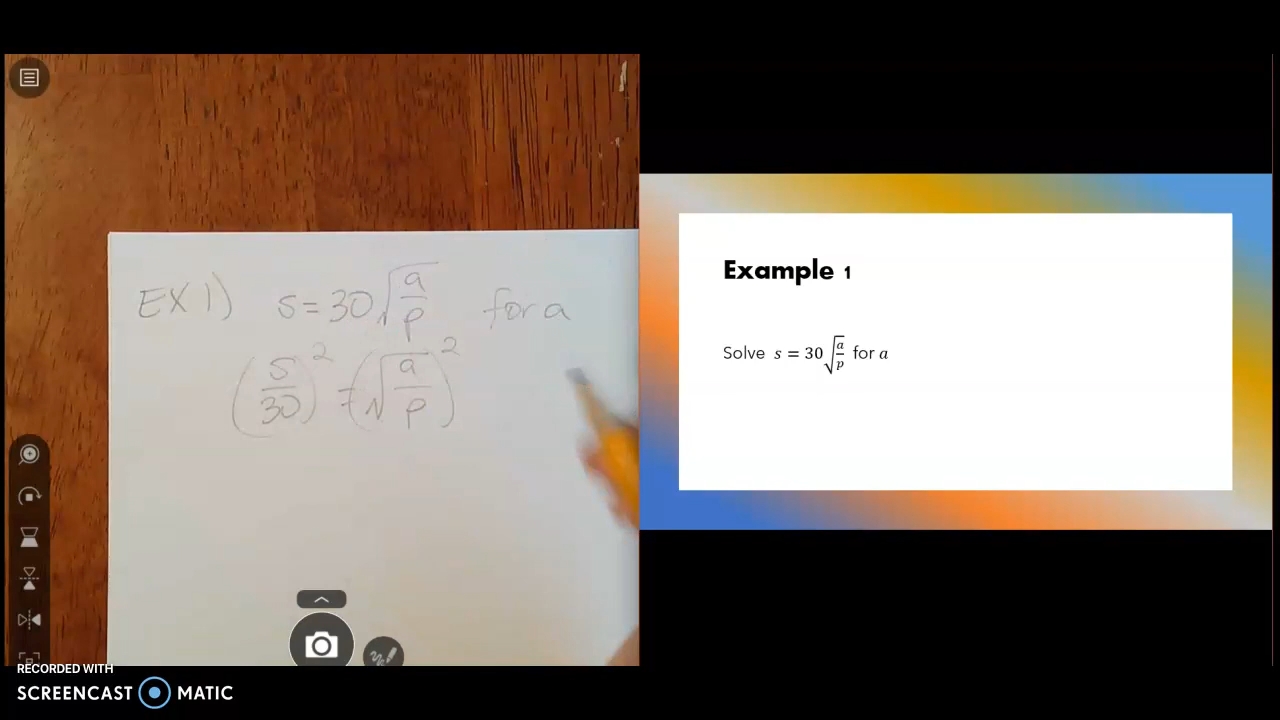 EX 1) s = 30√(a/p) for a
(s/30)² = (√(a/p))²
Example 1
Solve s = 30√(a/p) for a
RECORDED WITH
SCREENCAST MATIC